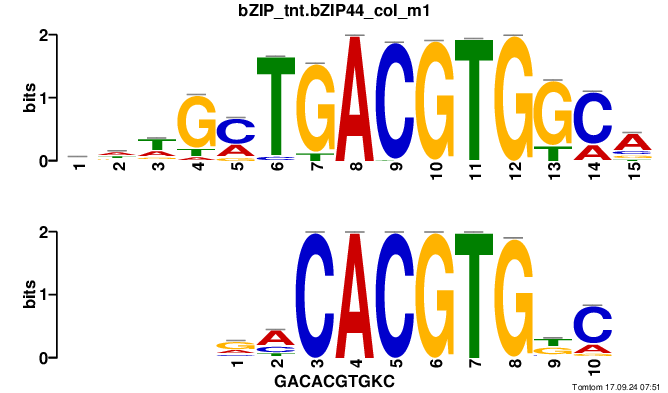 bZIP_tnt.bZIP44_col_m1
2
1
0
bits
T G C A T G A C G T G G T C A A
1 2 3 4 5 6 7 8 9 10 11 12 13 14 15
2
1
0
bits
G A C A C G T G T C
1 2 3 4 5 6 7 8 9 10
GACACGTGKC
Tomtom 17.09.24 07:51